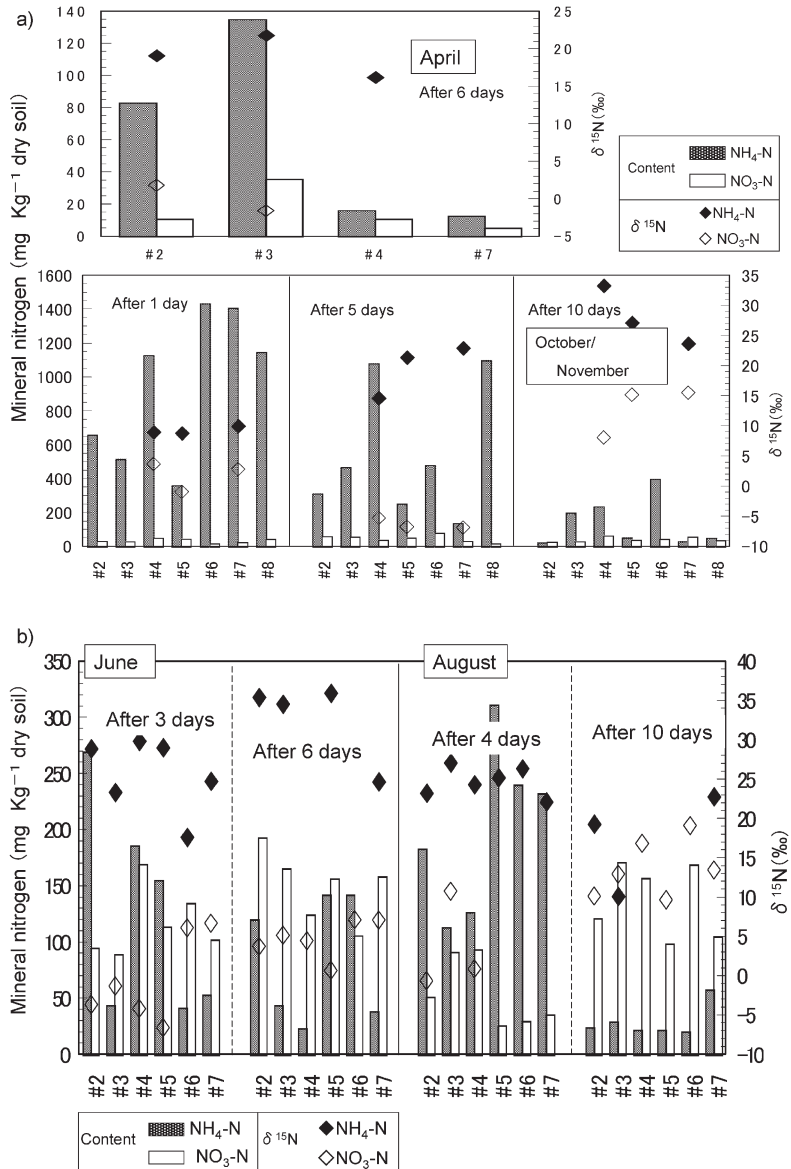 a)
Mineral nitrogen (mg Kg⁻¹ dry soil)
140
120
100
80
60
40
20
0
April
After 6 days
25
20
15
10
5
0
-5
δ ¹⁵N (‰)
#2 #3 #4 #7
Content
NH₄-N
NO₃-N
δ ¹⁵N
NH₄-N
NO₃-N
1600
1400
1200
1000
800
600
400
200
0
After 1 day
After 5 days
After 10 days
October/
November
35
30
25
20
15
10
5
0
-5
-10
δ ¹⁵N (‰)
#2 #3 #4 #5 #6 #7 #8 #2 #3 #4 #5 #6 #7 #8 #2 #3 #4 #5 #6 #7 #8
b)
Mineral nitrogen (mg Kg⁻¹ dry soil)
350
300
250
200
150
100
50
0
June
August
After 3 days
After 6 days
After 4 days
After 10 days
40
35
30
25
20
15
10
5
0
-5
-10
δ ¹⁵N (‰)
#2 #3 #4 #5 #6 #7 #2 #3 #4 #5 #6 #7 #2 #3 #4 #5 #6 #7 #2 #3 #4 #5 #6 #7
Content
NH₄-N
NO₃-N
δ ¹⁵N
NH₄-N
NO₃-N